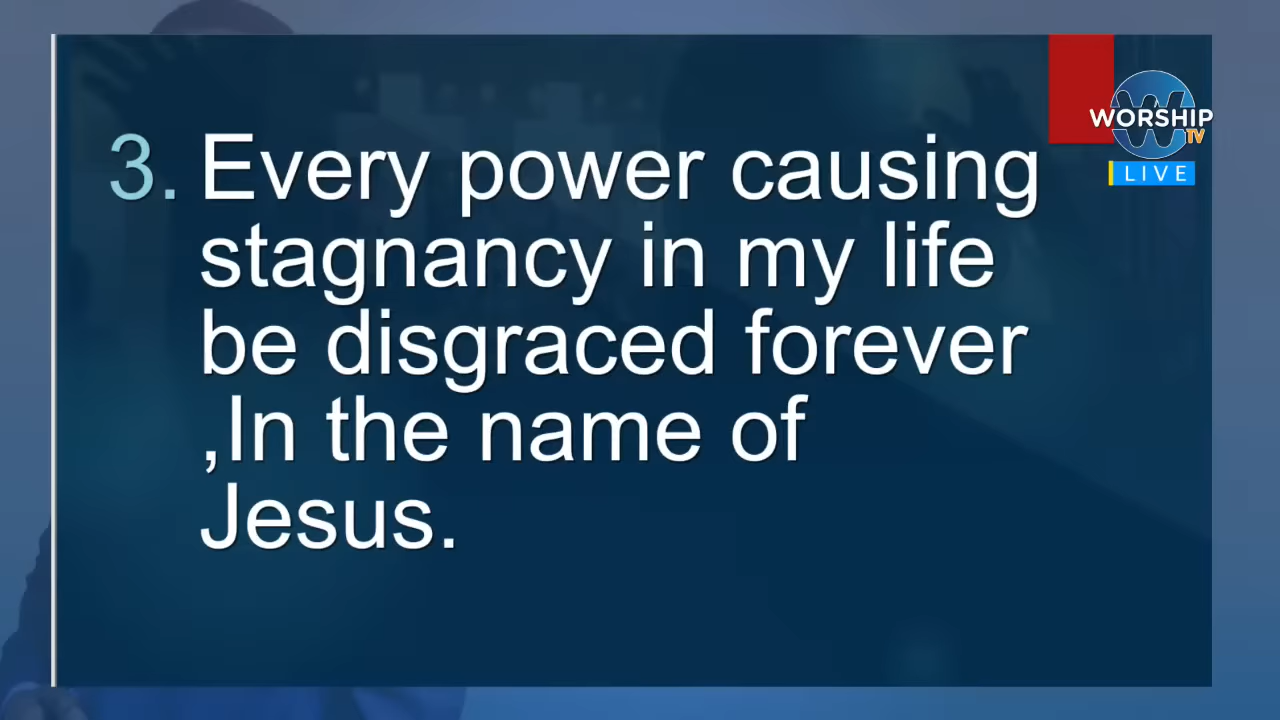 3. Every power causing
stagnancy in my life
be disgraced forever
,In the name of
Jesus.
W
WORSHIP
TV
LIVE